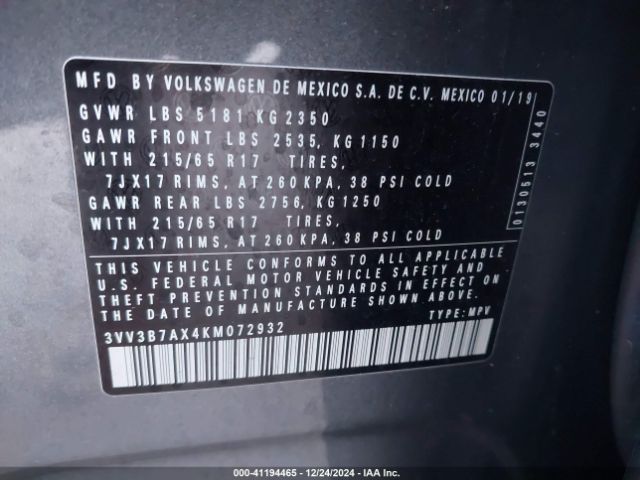 MFD BY VOLKSWAGEN DE MEXICO S.A. DE C.V. MEXICO 01/19
GVWR LBS 5181 KG 2350
GAWR FRONT LBS 2535, KG 1150
WITH 215/65 R17 TIRES,
7JX17 RIMS, AT 260 KPA, 38 PSI COLD
GAWR REAR LBS 2756, KG 1250
WITH 215/65 R17 TIRES,
7JX17 RIMS, AT 260 KPA, 38 PSI COLD
0130513 3440
THIS VEHICLE CONFORMS TO ALL APPLICABLE
U.S. FEDERAL MOTOR VEHICLE SAFETY AND
THEFT PREVENTION STANDARDS IN EFFECT ON
THE DATE OF MANUFACTURE SHOWN ABOVE.
3VV3B7AX4KM072932 TYPE: MPV
000-41194465 - 12/24/2024 - IAA Inc.